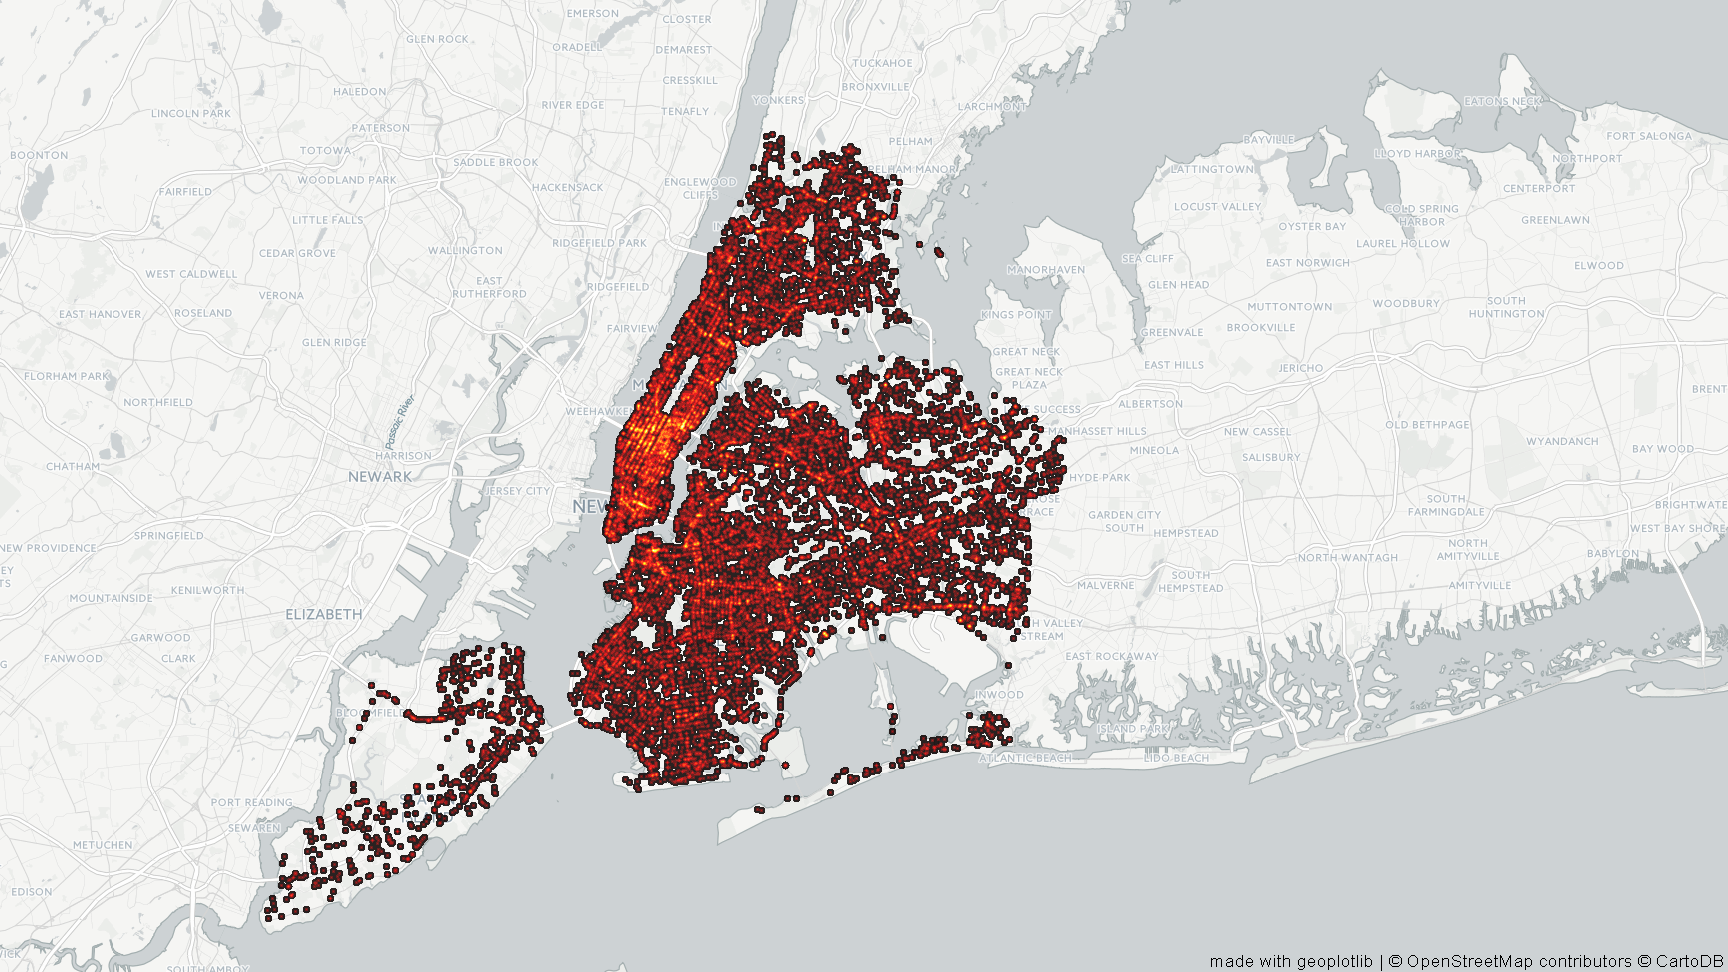 EMERSON
CLOSTER
GLEN ROCK
ORADELL
DEMAREST
TUCKAHOE
CRESSKILL
BRONXVILLE
HALEDON
YONKERS
LARCHMONT
EATONS NECK
RIVER EDGE
TENAFLY
LINCOLN PARK
PATERSON
FORT SALONGA
BAYVILLE
PELHAM
TOTOWA
BOONTON
SADDLE BROOK
LLOYD HARBOR
NORTHPORT
PELHAM MANOR
LATTINGTOWN
WOODLAND PARK
ENGLEWOOD
CLIFFS
HACKENSACK
CENTERPORT
FAIRFIELD
LOCUST VALLEY
COLD SPRING
HARBOR
LITTLE FALLS
GREENLAWN
OYSTER BAY
RIDGEFIELD PARK
LAUREL HOLLOW
WALLINGTON
CEDAR GROVE
SEA CLIFF
EAST NORWICH
ELWOOD
MANORHAVEN
WEST CALDWELL
EAST
RUTHERFORD
RIDGEFIELD
GLEN HEAD
VERONA
MUTTONTOWN
WOODBURY
SOUTH
HUNTINGTON
EAST HANOVER
ROSELAND
KINGS POINT
FAIRVIEW
GREENVALE
BROOKVILLE
GLEN RIDGE
GREAT NECK
EAST HILLS
JERICHO
GREAT NECK
PLAZA
FLORHAM PARK
BRENT
NORTHFIELD
Passaic River
WEEHAWKE
SUCCESS
ALBERTSON
OLD BETHPAGE
MANHASSET HILLS
NEW CASSEL
WYANDANCH
MINEOLA
BAY WOOD
HARRISON
SALISBURY
CHATHAM
NEWARK
HYDE PARK
JERSEY CITY
NEW
SOUTH
FARMINGDALE
BRIGHTWATE
GARDEN CITY
SOUTH
HEMPSTEAD
WEST BAY SHORE
SPRINGFIELD
NEW PROVIDENCE
NORTH
AMITYVILLE
NORTH WANTAGH
BABYLON
KENILWORTH
MALVERNE
SOUTH
HEMPSTEAD
AMITYVILLE
MOUNTAINSIDE
ELIZABETH
VALLEY
STREAM
GARWOOD
FANWOOD
CLARK
EAST ROCKAWAY
INWOOD
BLOOMFIELD
ISLAND PARK
ATLANTIC BEACH
LIDO BEACH
PORT READING
SEWAREN
METUCHEN
EDISON
SOUTH AMBOY
made with geoplotlib | © OpenStreetMap contributors © CartoDB